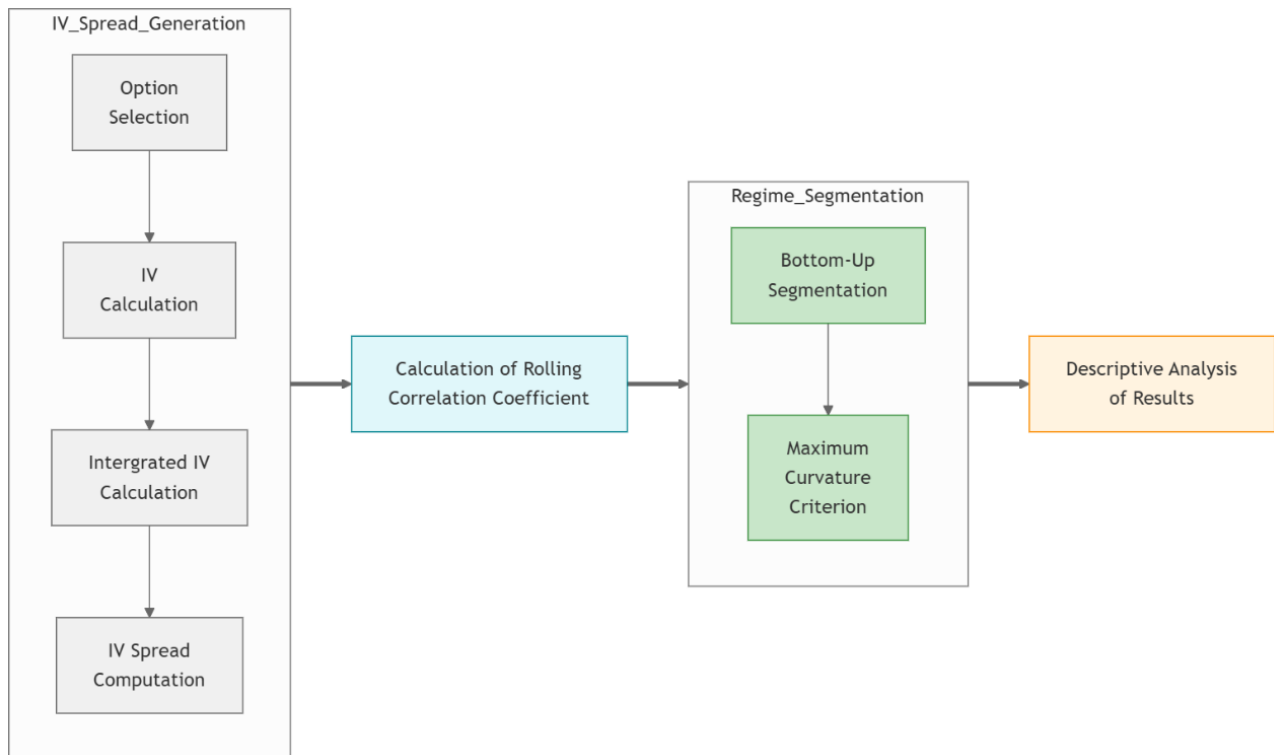 IV_Spread_Generation
Option
Selection
IV
Calculation
Intergrated IV
Calculation
IV Spread
Computation
Calculation of Rolling
Correlation Coefficient
Regime_Segmentation
Bottom-Up
Segmentation
Maximum
Curvature
Criterion
Descriptive Analysis
of Results